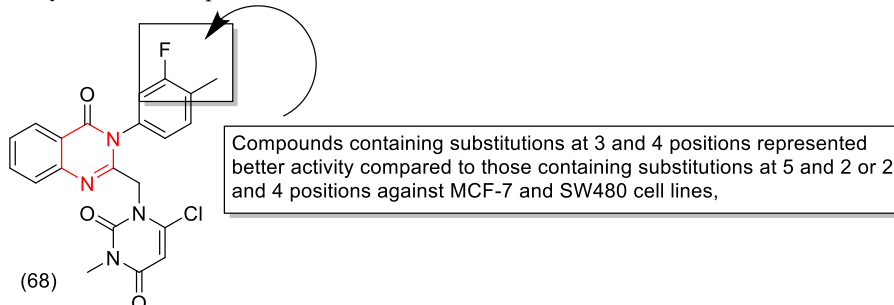 F
O
N
N
Compounds containing substitutions at 3 and 4 positions represented
better activity compared to those containing substitutions at 5 and 2 or 2
and 4 positions against MCF-7 and SW480 cell lines,
O
N
Cl
N
O
(68)